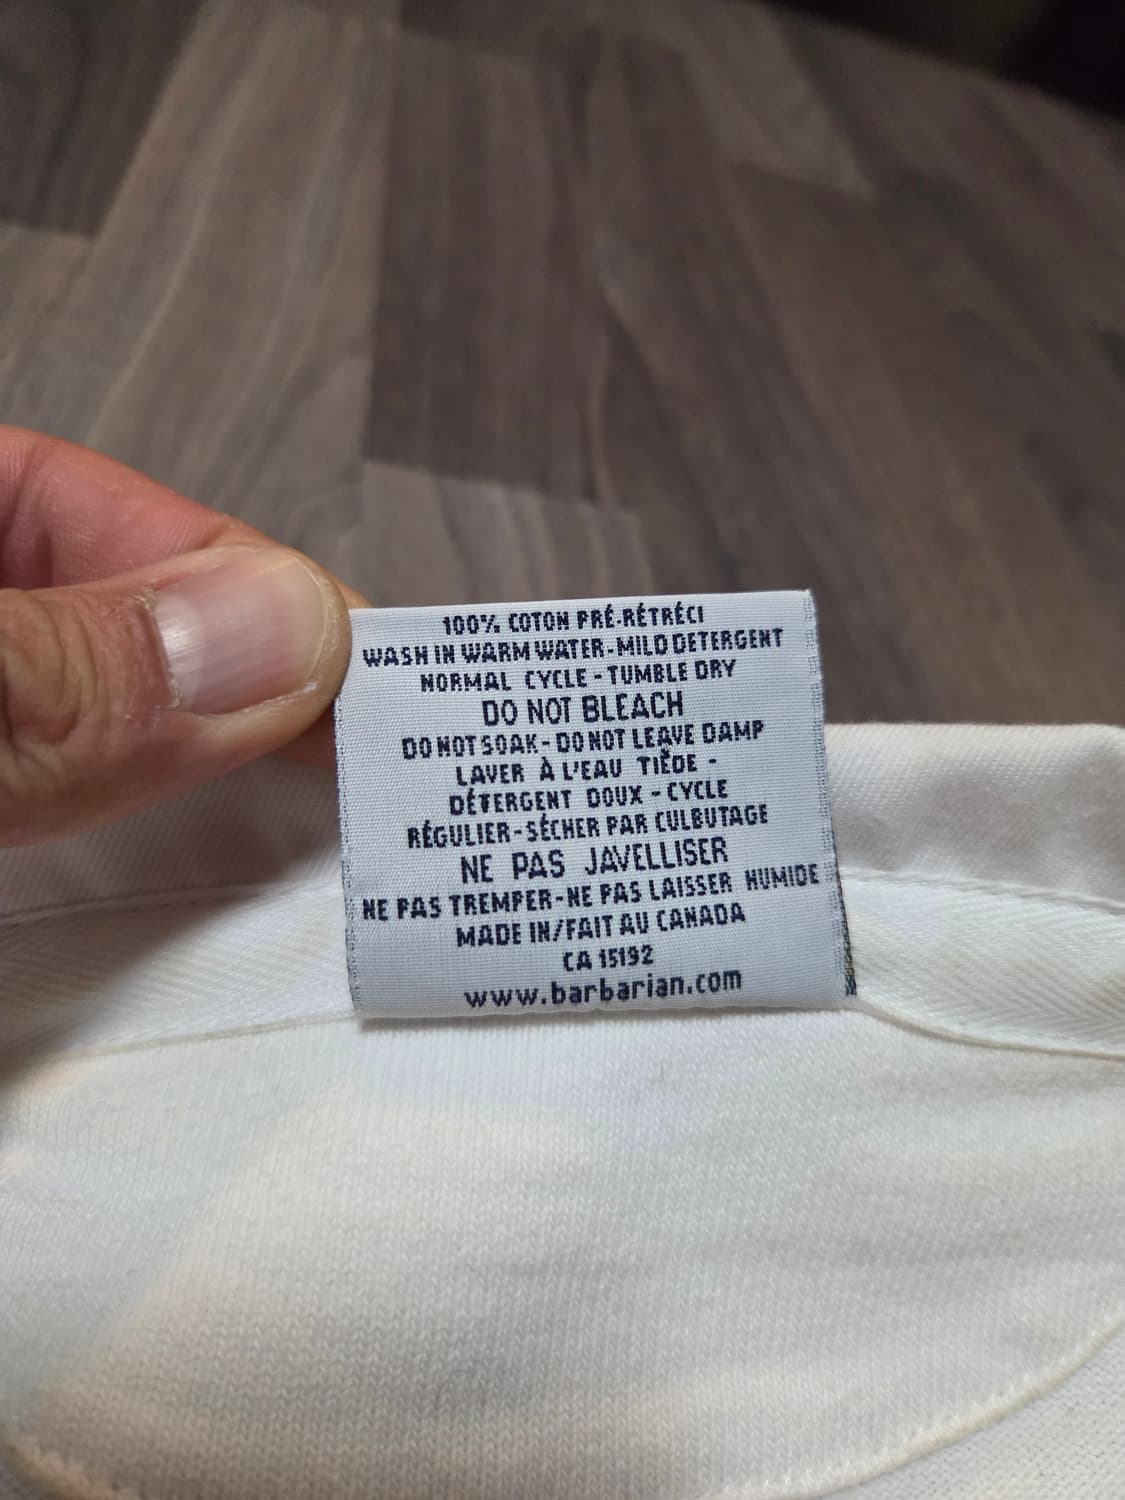 100% COTON PRÉ-RÉTRÉCI
WASH IN WARM WATER-MILD DETERGENT
NORMAL CYCLE - TUMBLE DRY
DO NOT BLEACH
DO NOT SOAK - DO NOT LEAVE DAMP
LAVER À L'EAU TIÈDE -
DÉTERGENT DOUX - CYCLE
RÉGULIER - SÉCHER PAR CULBUTAGE
NE PAS JAVELLISER
NE PAS TREMPER-NE PAS LAISSER HUMIDE
MADE IN/FAIT AU CANADA
CA 15192
www.barbarian.com